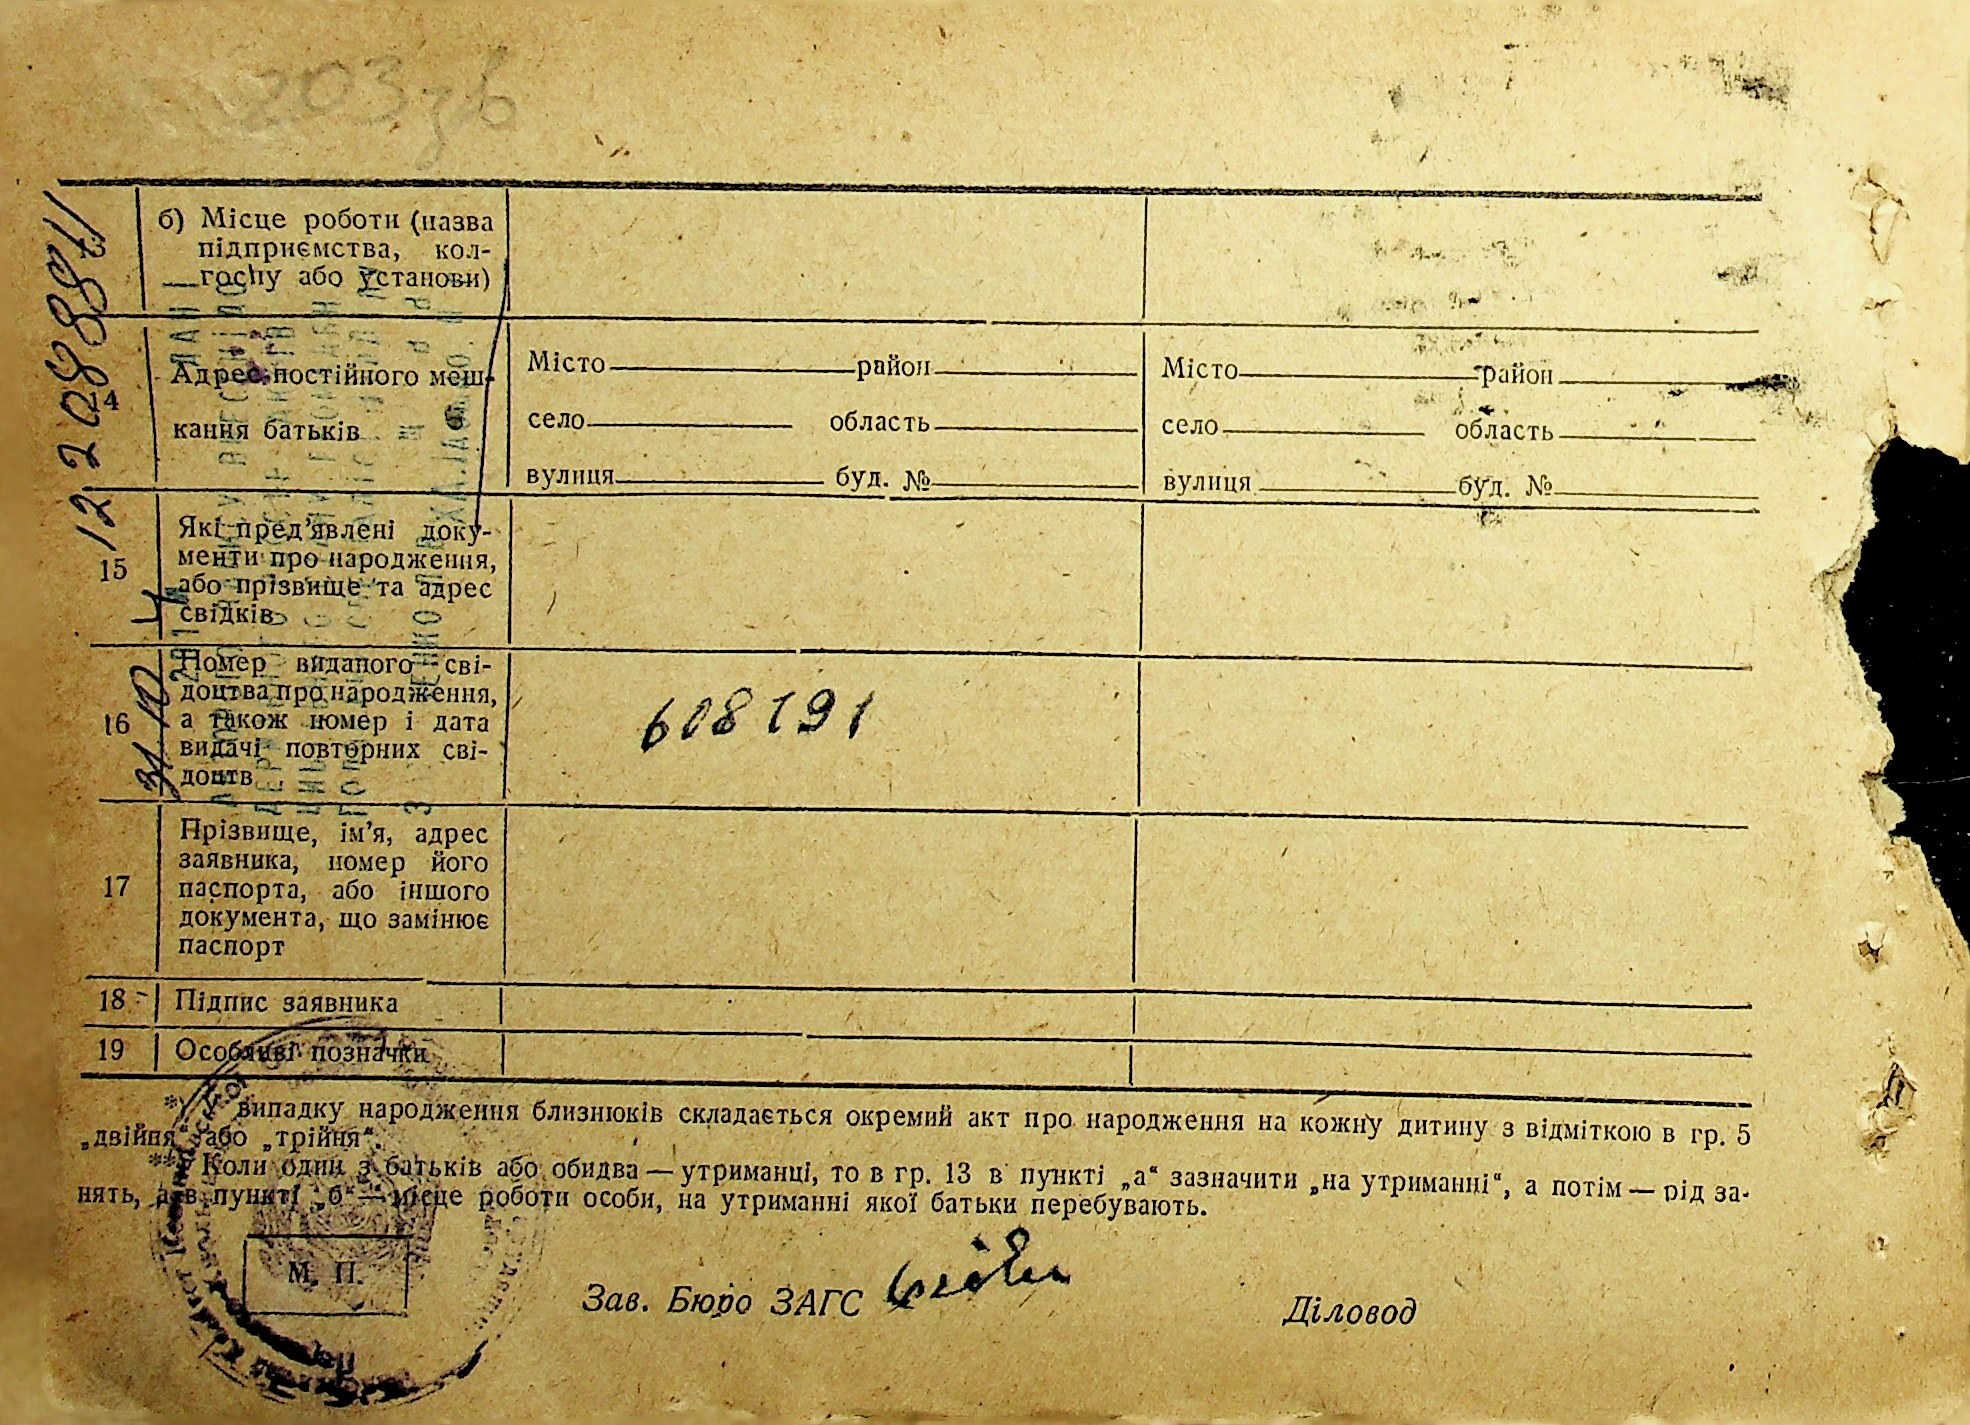 203зв
б) Місце роботи (назва
13 підприємства, кол-
госпу або установи)
Адрес постійного меш-
14
кання батьків
Місто район
село область
вулиця буд. №
Місто район
село область
вулиця буд. №
Які пред’явлені доку-
менти про народження,
15 або прізвище та адрес
свідків
Номер виданого сві-
доцтва про народження,
16 а також номер і дата
видачі повторних сві-
доцтв
608191
Прізвище, ім’я, адрес
заявника, номер його
17 паспорта, або іншого
документа, що замінює
паспорт
18 Підпис заявника
19 Особливі позначки
*) випадку народження близнюків складається окремий акт про народження на кожну дитину з відміткою в гр. 5
„двійня“ або „трійня“.
**) Коли один з батьків або обидва — утриманці, то в гр. 13 в пункті „а“ зазначити „на утриманні“, а потім — рід за-
нять, а в пункті „б“ — місце роботи особи, на утриманні якої батьки перебувають.
М. П.
Зав. Бюро ЗАГС
Діловод